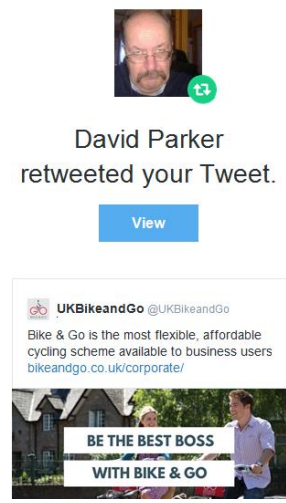 David Parker
retweeted your Tweet.
View
UKBikeandGo @UKBikeandGo
Bike & Go is the most flexible, affordable
cycling scheme available to business users
bikeandgo.co.uk/corporate/
BE THE BEST BOSS
WITH BIKE & GO